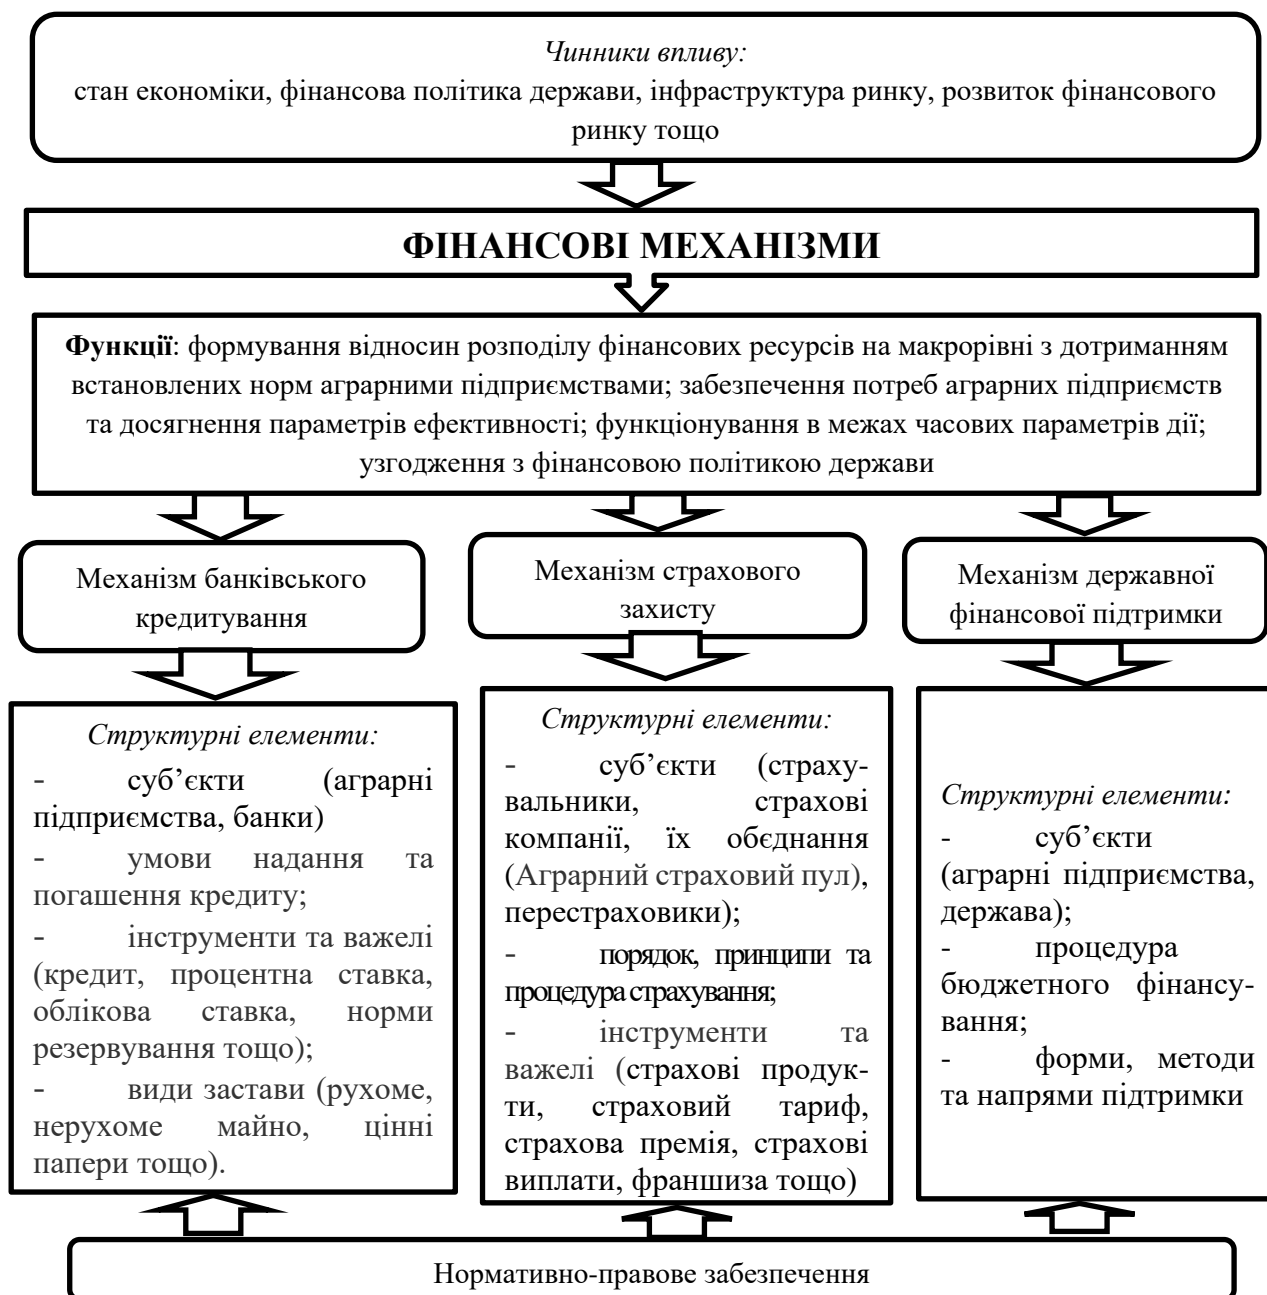 Чинники впливу:
стан економіки, фінансова політика держави, інфраструктура ринку, розвиток фінансового
ринку тощо
ФІНАНСОВІ МЕХАНІЗМИ
Функції: формування відносин розподілу фінансових ресурсів на макрорівні з дотриманням
встановлених норм аграрними підприємствами; забезпечення потреб аграрних підприємств
та досягнення параметрів ефективності; функціонування в межах часових параметрів дії;
узгодження з фінансовою політикою держави
Механізм банківського
кредитування
Механізм страхового
захисту
Механізм державної
фінансової підтримки
Структурні елементи:
- суб’єкти (аграрні
підприємства, банки)
- умови надання та
погашення кредиту;
- інструменти та важелі
(кредит, процентна ставка,
облікова ставка, норми
резервування тощо);
- види застави (рухоме,
нерухоме майно, цінні
папери тощо).
Структурні елементи:
- суб’єкти (страху-
вальники, страхові
компанії, їх обєднання
(Аграрний страховий пул),
перестраховики);
- порядок, принципи та
процедура страхування;
- інструменти та
важелі (страхові продук-
ти, страховий тариф,
страхова премія, страхові
виплати, франшиза тощо)
Структурні елементи:
- суб’єкти
(аграрні підприємства,
держава);
- процедура
бюджетного фінансу-
вання;
- форми, методи
та напрями підтримки
Нормативно-правове забезпечення